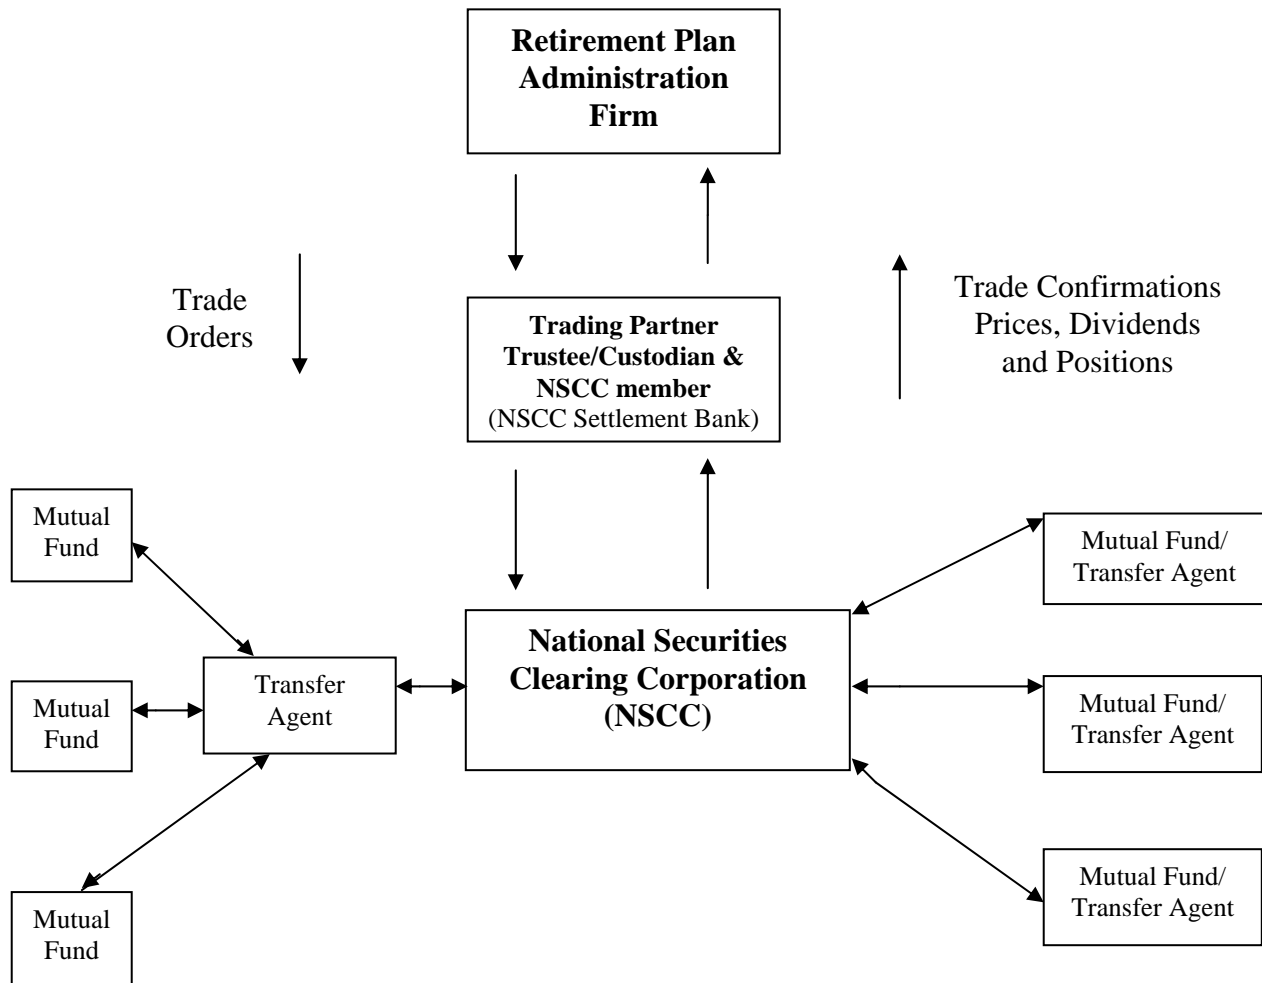 Retirement Plan
Administration
Firm
Trade
Orders
Trade Confirmations
Prices, Dividends
and Positions
Trading Partner
Trustee/Custodian &
NSCC member
(NSCC Settlement Bank)
Mutual
Fund
Mutual Fund/
Transfer Agent
National Securities
Clearing Corporation
(NSCC)
Transfer
Agent
Mutual
Fund
Mutual Fund/
Transfer Agent
Mutual Fund/
Transfer Agent
Mutual
Fund